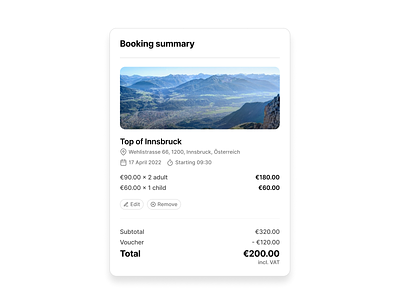 Booking summary
Top of Innsbruck
Wehlistrasse 66, 1200, Innsbruck, Österreich
17 April 2022 Starting 09:30
€90.00 × 2 adult €180.00
€60.00 × 1 child €60.00
Edit Remove
Subtotal €320.00
Voucher - €120.00
Total €200.00
incl. VAT